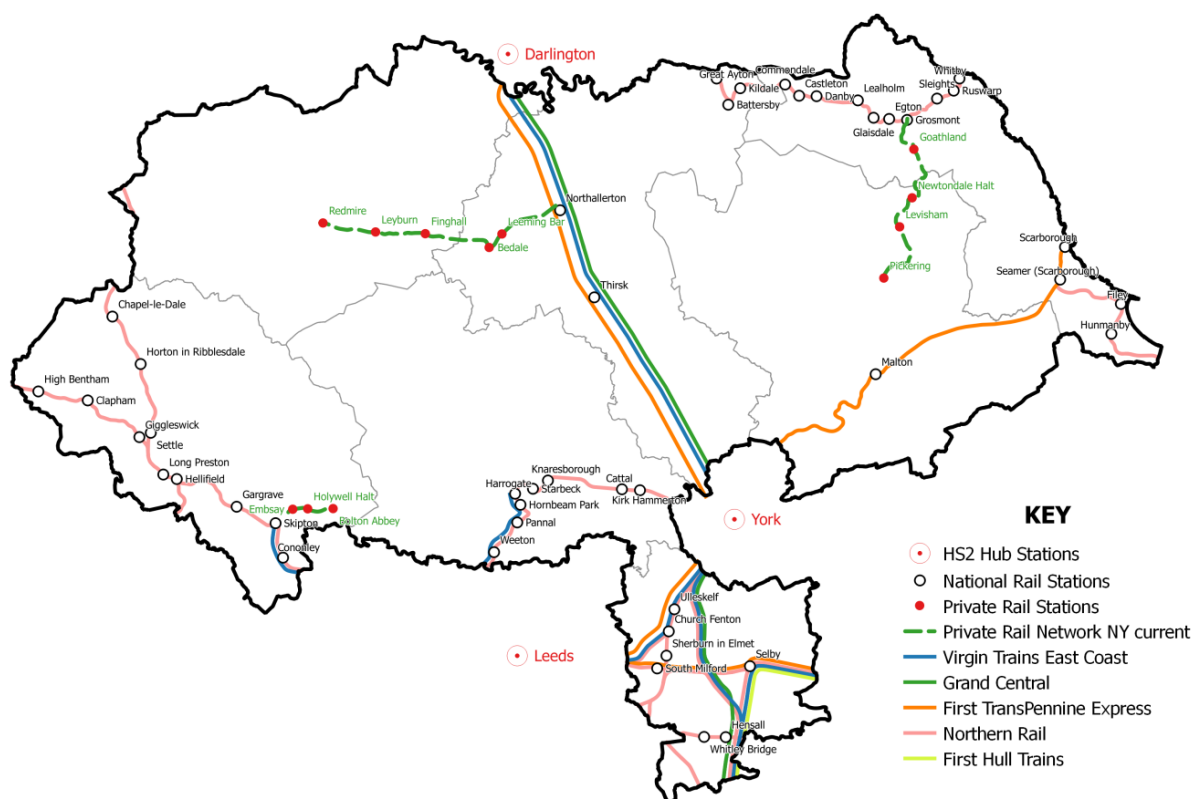 Darlington
Great Ayton
Commondale
Kildale
Battersby
Castleton
Danby
Lealholm
Glaisdale
Egton
Grosmont
Sleights
Whitby
Ruswarp
Goathland
Newtondale Halt
Levisham
Pickering
Redmire
Leyburn
Finghall
Leeming Bar
Bedale
Northallerton
Thirsk
Scarborough
Seamer (Scarborough)
Filey
Hunmanby
Malton
Chapel-le-Dale
Horton in Ribblesdale
High Bentham
Clapham
Giggleswick
Settle
Long Preston
Hellifield
Gargrave
Embsay
Holywell Halt
Bolton Abbey
Skipton
Cononley
Knaresborough
Harrogate
Starbeck
Cattal
Kirk Hammerton
Hornbeam Park
Pannal
Weeton
York
Leeds
Ulleskelf
Church Fenton
Sherburn in Elmet
South Milford
Selby
Hensall
Whitley Bridge
KEY
HS2 Hub Stations
National Rail Stations
Private Rail Stations
Private Rail Network NY current
Virgin Trains East Coast
Grand Central
First TransPennine Express
Northern Rail
First Hull Trains